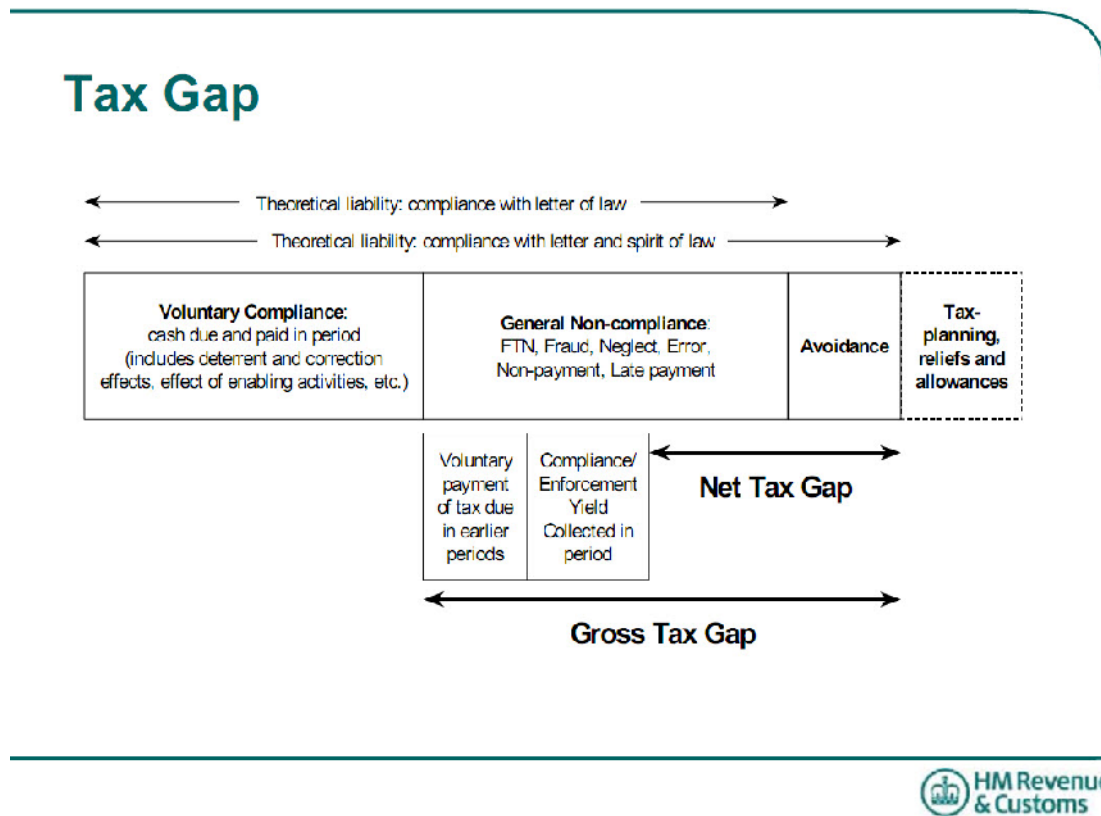 Tax Gap
Theoretical liability: compliance with letter of law
Theoretical liability: compliance with letter and spirit of law
Voluntary Compliance:
cash due and paid in period
(includes deterrent and correction
effects, effect of enabling activities, etc.)
General Non-compliance:
FTN, Fraud, Neglect, Error,
Non-payment, Late payment
Avoidance
Tax-
planning,
reliefs and
allowances
Voluntary
payment
of tax due
in earlier
periods
Compliance/
Enforcement
Yield
Collected in
period
Net Tax Gap
Gross Tax Gap
HM Revenu
& Customs